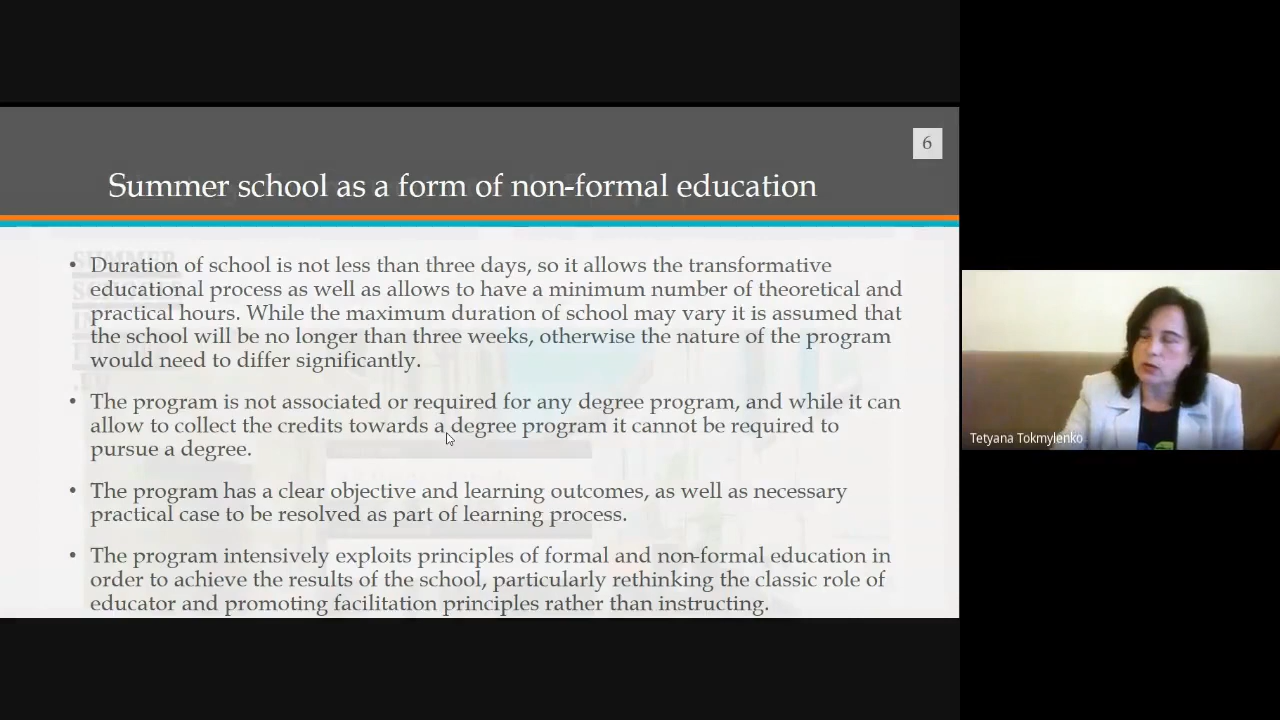 6
Summer school as a form of non-formal education
• Duration of school is not less than three days, so it allows the transformative
educational process as well as allows to have a minimum number of theoretical and
practical hours. While the maximum duration of school may vary it is assumed that
the school will be no longer than three weeks, otherwise the nature of the program
would need to differ significantly.
• The program is not associated or required for any degree program, and while it can
allow to collect the credits towards a degree program it cannot be required to
pursue a degree.
• The program has a clear objective and learning outcomes, as well as necessary
practical case to be resolved as part of learning process.
• The program intensively exploits principles of formal and non-formal education in
order to achieve the results of the school, particularly rethinking the classic role of
educator and promoting facilitation principles rather than instructing.
Tetyana Tokmylenko